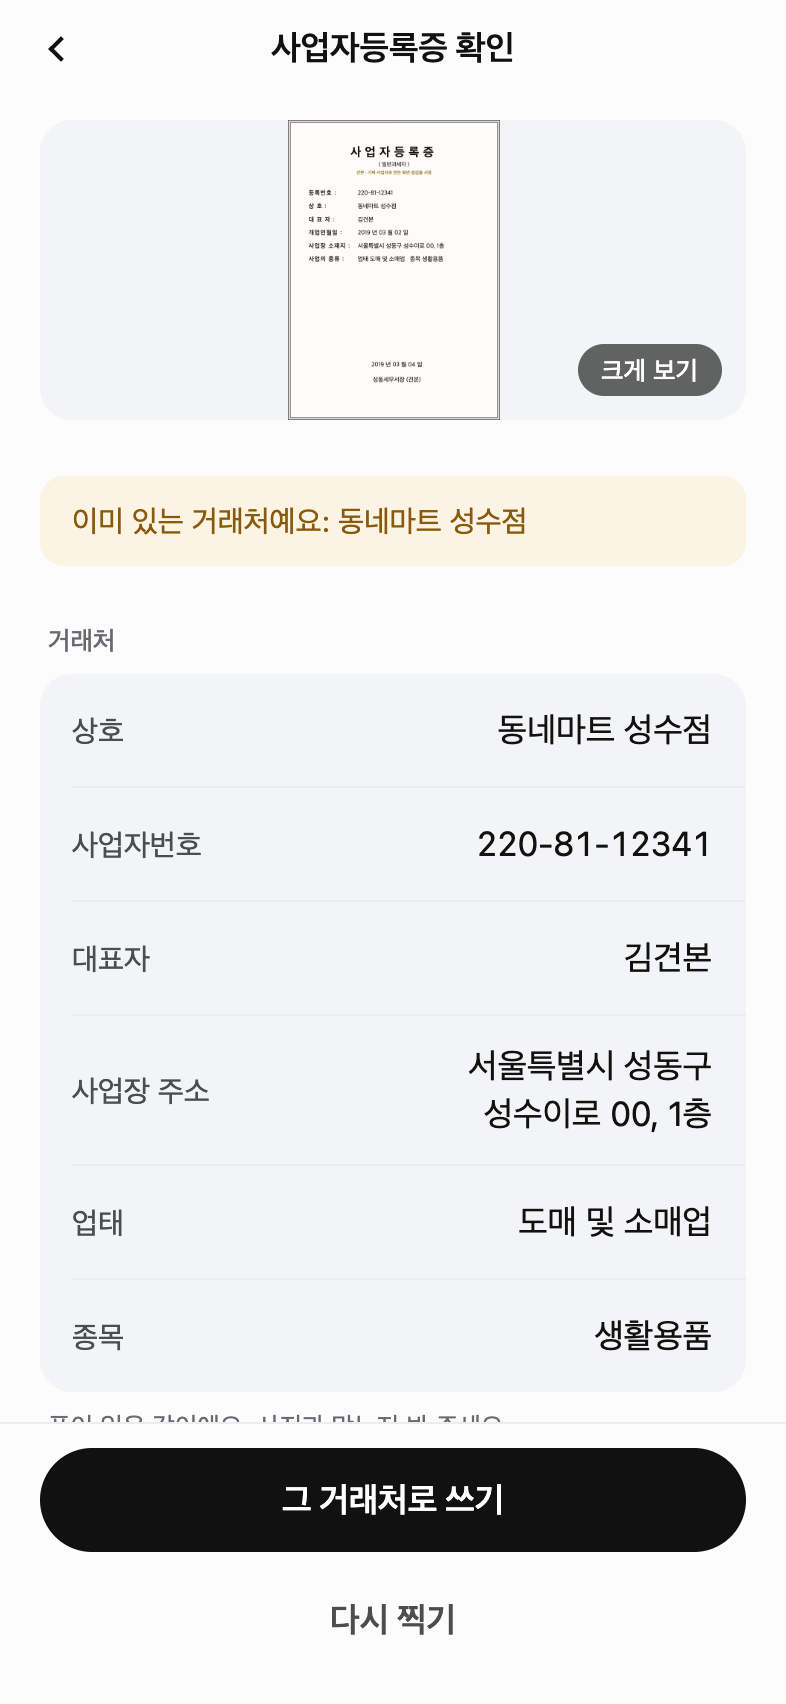 사업자등록증 확인
사업자등록증
( 일반과세자 )
등록번호 : 220-81-12341
상 호 : 동네마트 성수점
대 표 자 : 김견본
개업연월일 : 2019 년 03 월 02 일
사업장 소재지 : 서울특별시 성동구 성수이로 00, 1층
사업의 종류 : 업태 도매 및 소매업 종목 생활용품
2019 년 03 월 04 일
성동세무서장 (견본)
크게 보기
이미 있는 거래처예요: 동네마트 성수점
거래처
상호 동네마트 성수점
사업자번호 220-81-12341
대표자 김견본
사업장 주소 서울특별시 성동구
성수이로 00, 1층
업태 도매 및 소매업
종목 생활용품
그 거래처로 쓰기
다시 찍기